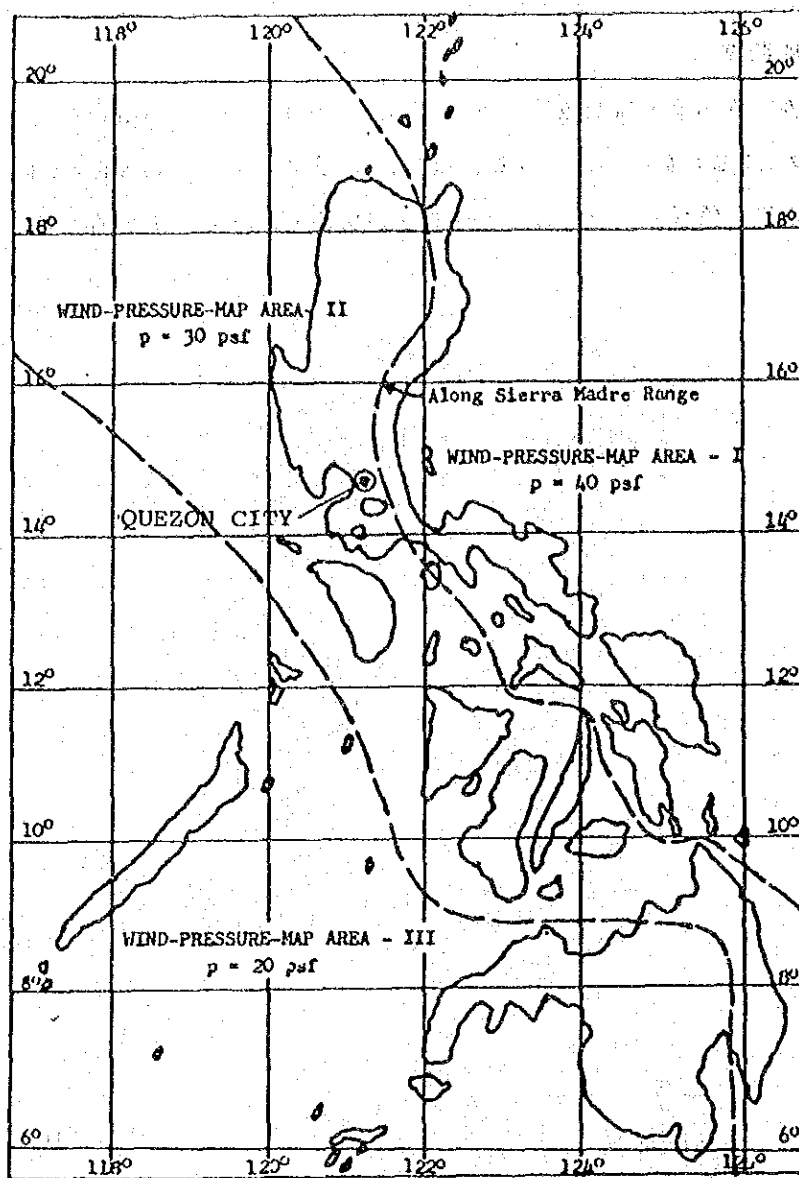 118° 120° 122° 124° 126°
20° 20°
18° 18°
WIND-PRESSURE-MAP AREA- II
p = 30 psf
16° 16°
Along Sierra Madre Range
WIND-PRESSURE-MAP AREA - I
p = 40 psf
QUEZON CITY
14° 14°
12° 12°
10° 10°
WIND-PRESSURE-MAP AREA - III
p = 20 psf
8° 8°
6° 6°
118° 120° 122° 124°